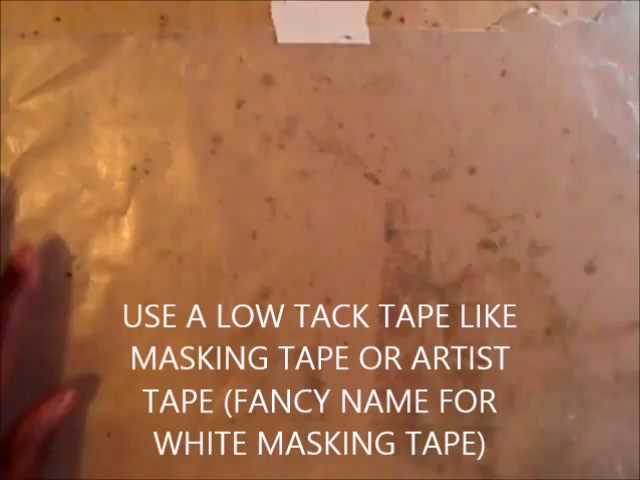 USE A LOW TACK TAPE LIKE
MASKING TAPE OR ARTIST
TAPE (FANCY NAME FOR
WHITE MASKING TAPE)